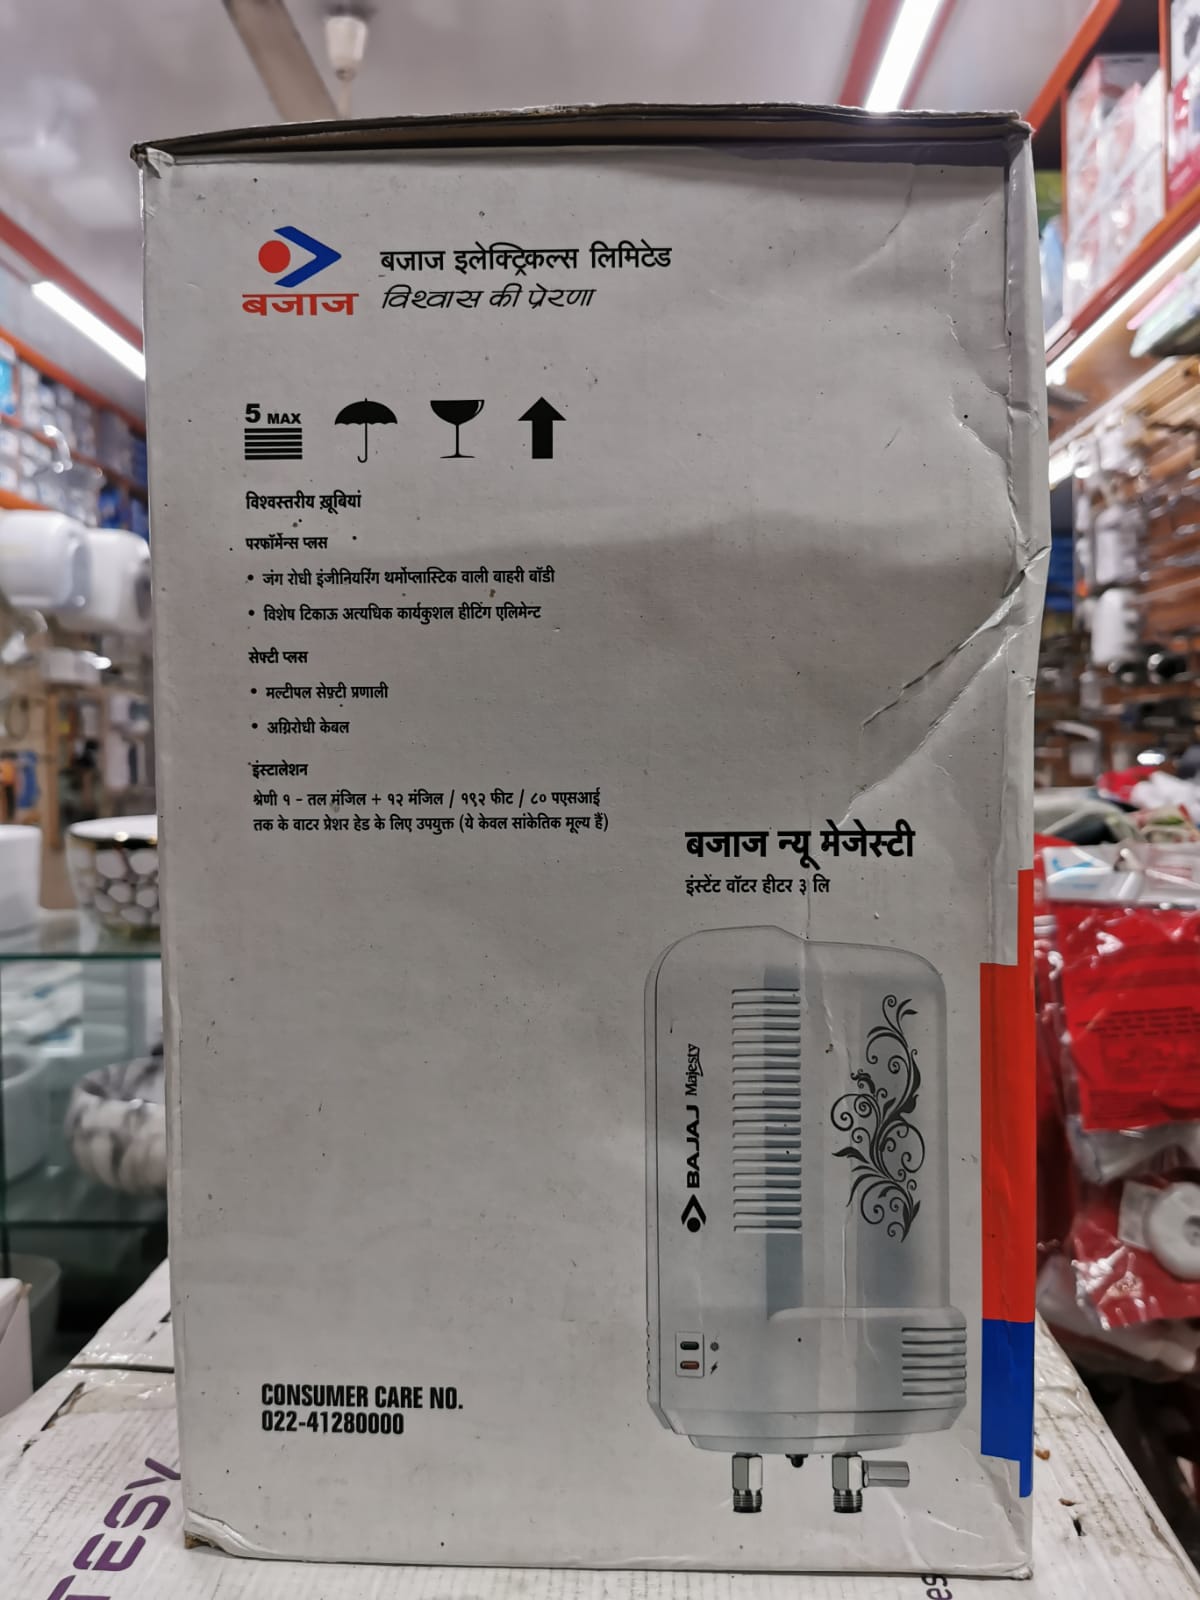 बजाज
बजाज इलेक्ट्रिकल्स लिमिटेड
विश्वास की प्रेरणा
5 MAX
विश्वस्तरीय ख़ूबियां
परफॉर्मेन्स प्लस
• जंग रोधी इंजीनियरिंग थर्मोप्लास्टिक वाली बाहरी बॉडी
• विशेष टिकाऊ अत्यधिक कार्यकुशल हीटिंग एलिमेन्ट
सेफ्टी प्लस
• मल्टीपल सेफ़्टी प्रणाली
• अग्निरोधी केबल
इंस्टालेशन
श्रेणी १ - तल मंजिल + १२ मंजिल / १९२ फीट / ८० पएसआई
तक के वाटर प्रेशर हेड के लिए उपयुक्त (ये केवल सांकेतिक मूल्य हैं)
बजाज न्यू मेजेस्टी
इंस्टेंट वॉटर हीटर ३ लि
BAJAJ Majesty
CONSUMER CARE NO.
022-41280000
TESY
es